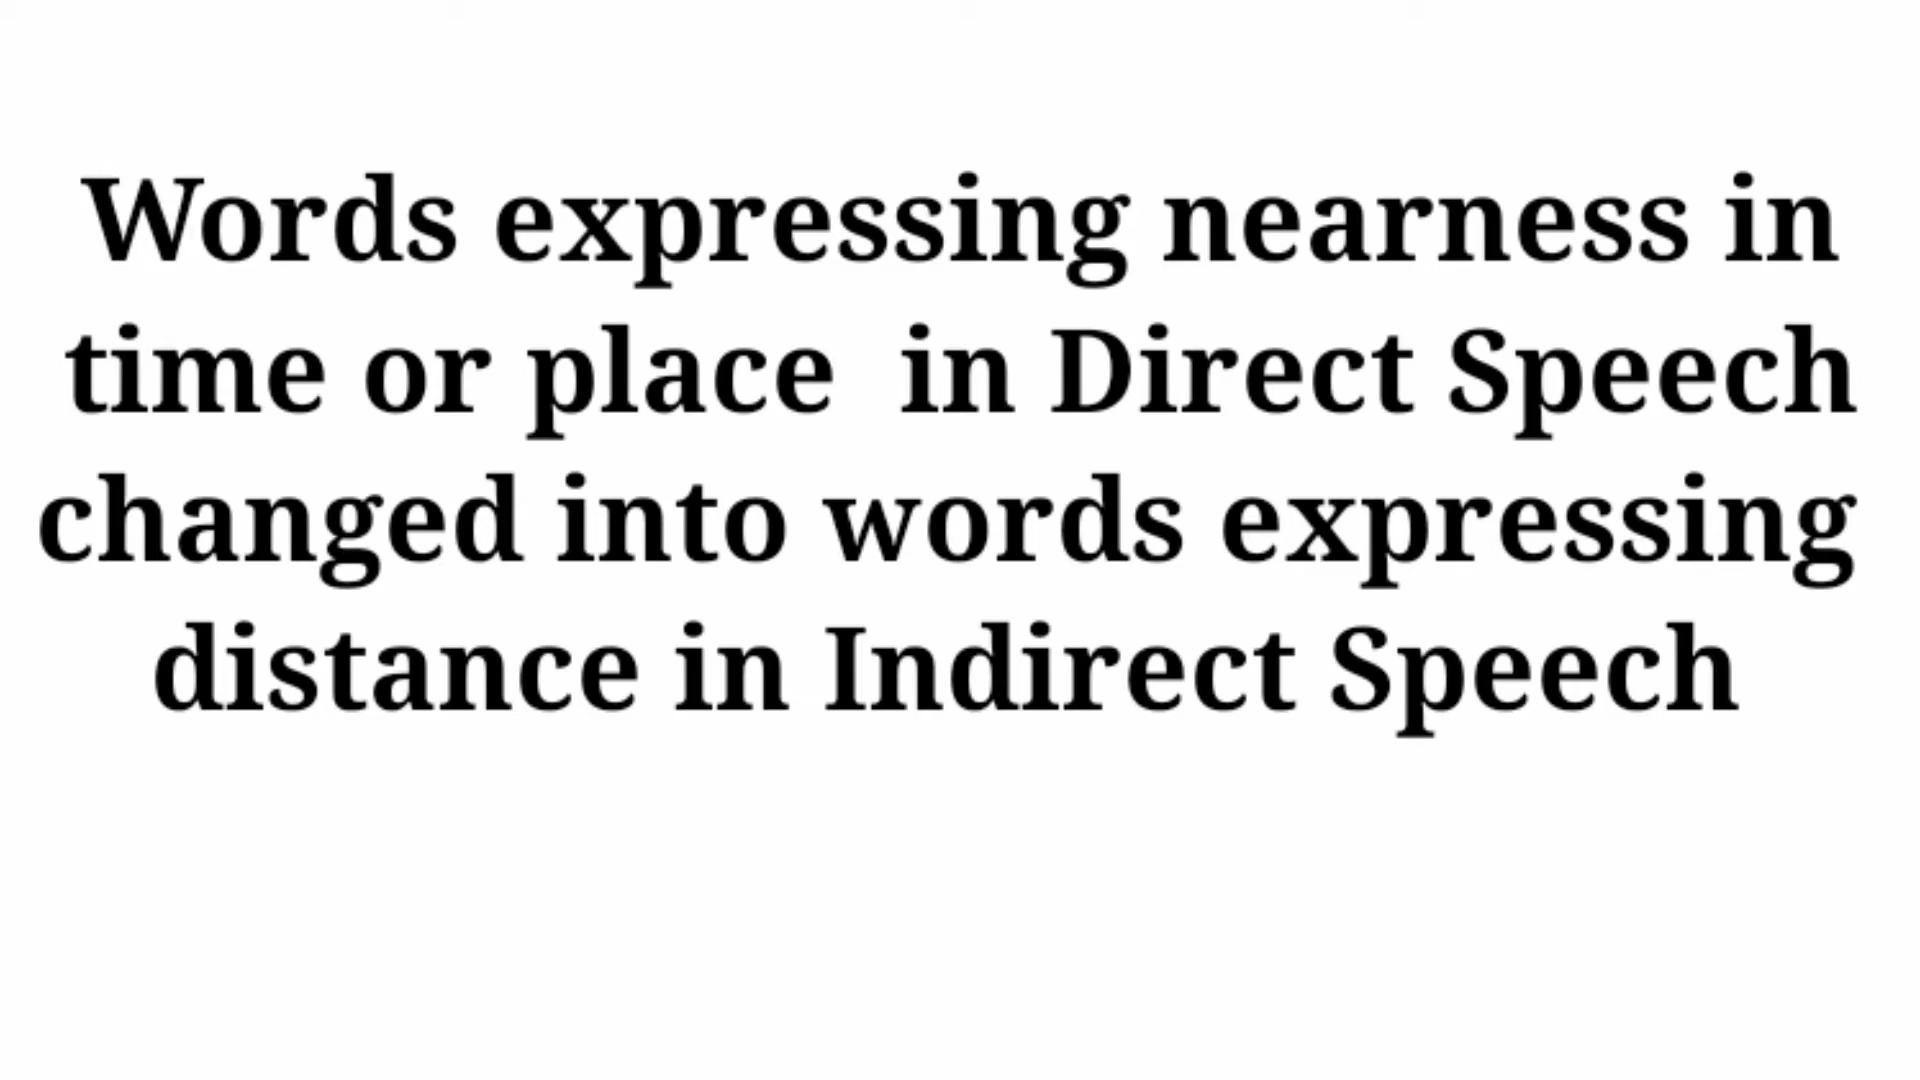 Words expressing nearness in
time or place  in Direct Speech
changed into words expressing
distance in Indirect Speech